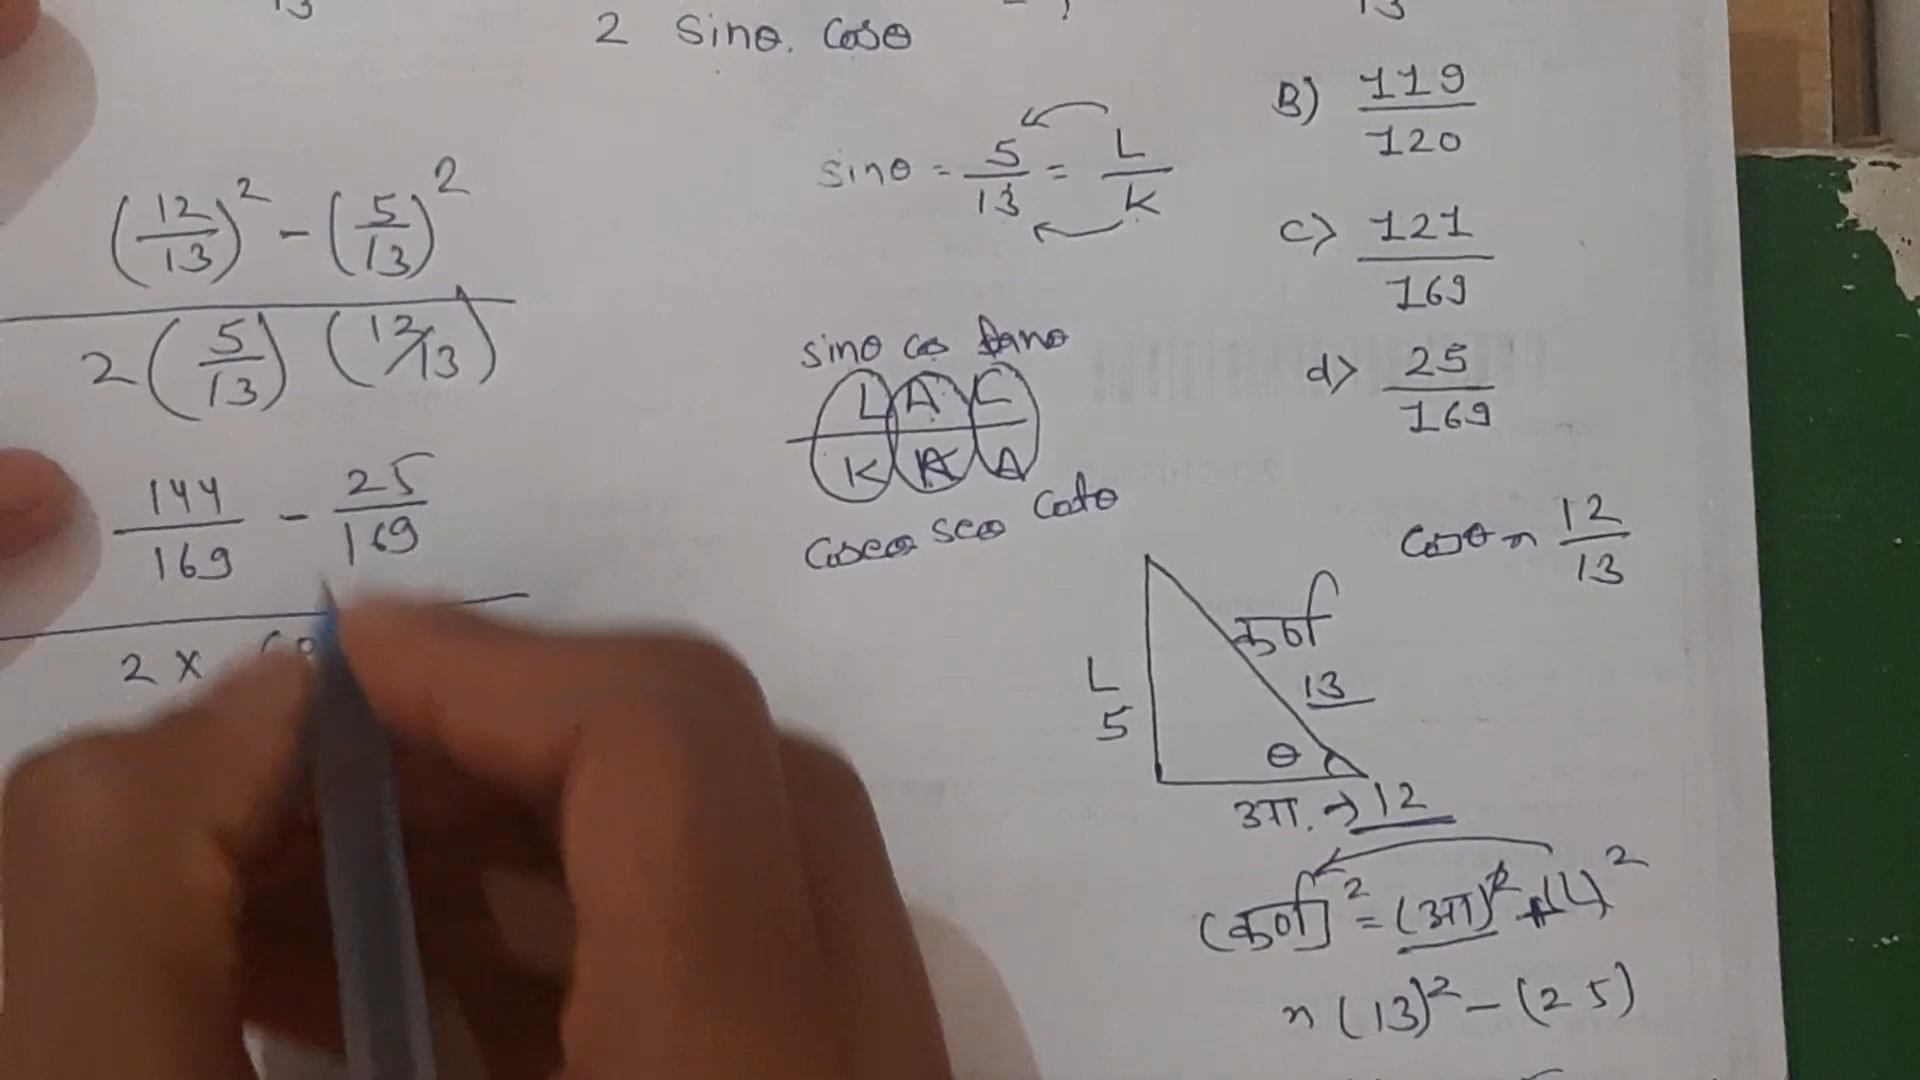 2 sinθ. cosθ
B) 119/120
sinθ = 5/13 = L/K
(12/13)² - (5/13)²
2 (5/13) (12/13)
c) 121/169
d) 25/169
sinθ cos tanθ
L A L
K K A
cosec sec cotθ
144/169 - 25/169
2 ×
cosθ = 12/13
कर्ण
13
L
5
θ
आ. → 12
(कर्ण)² = (आ)² + (L)²
= (13)² - (25)